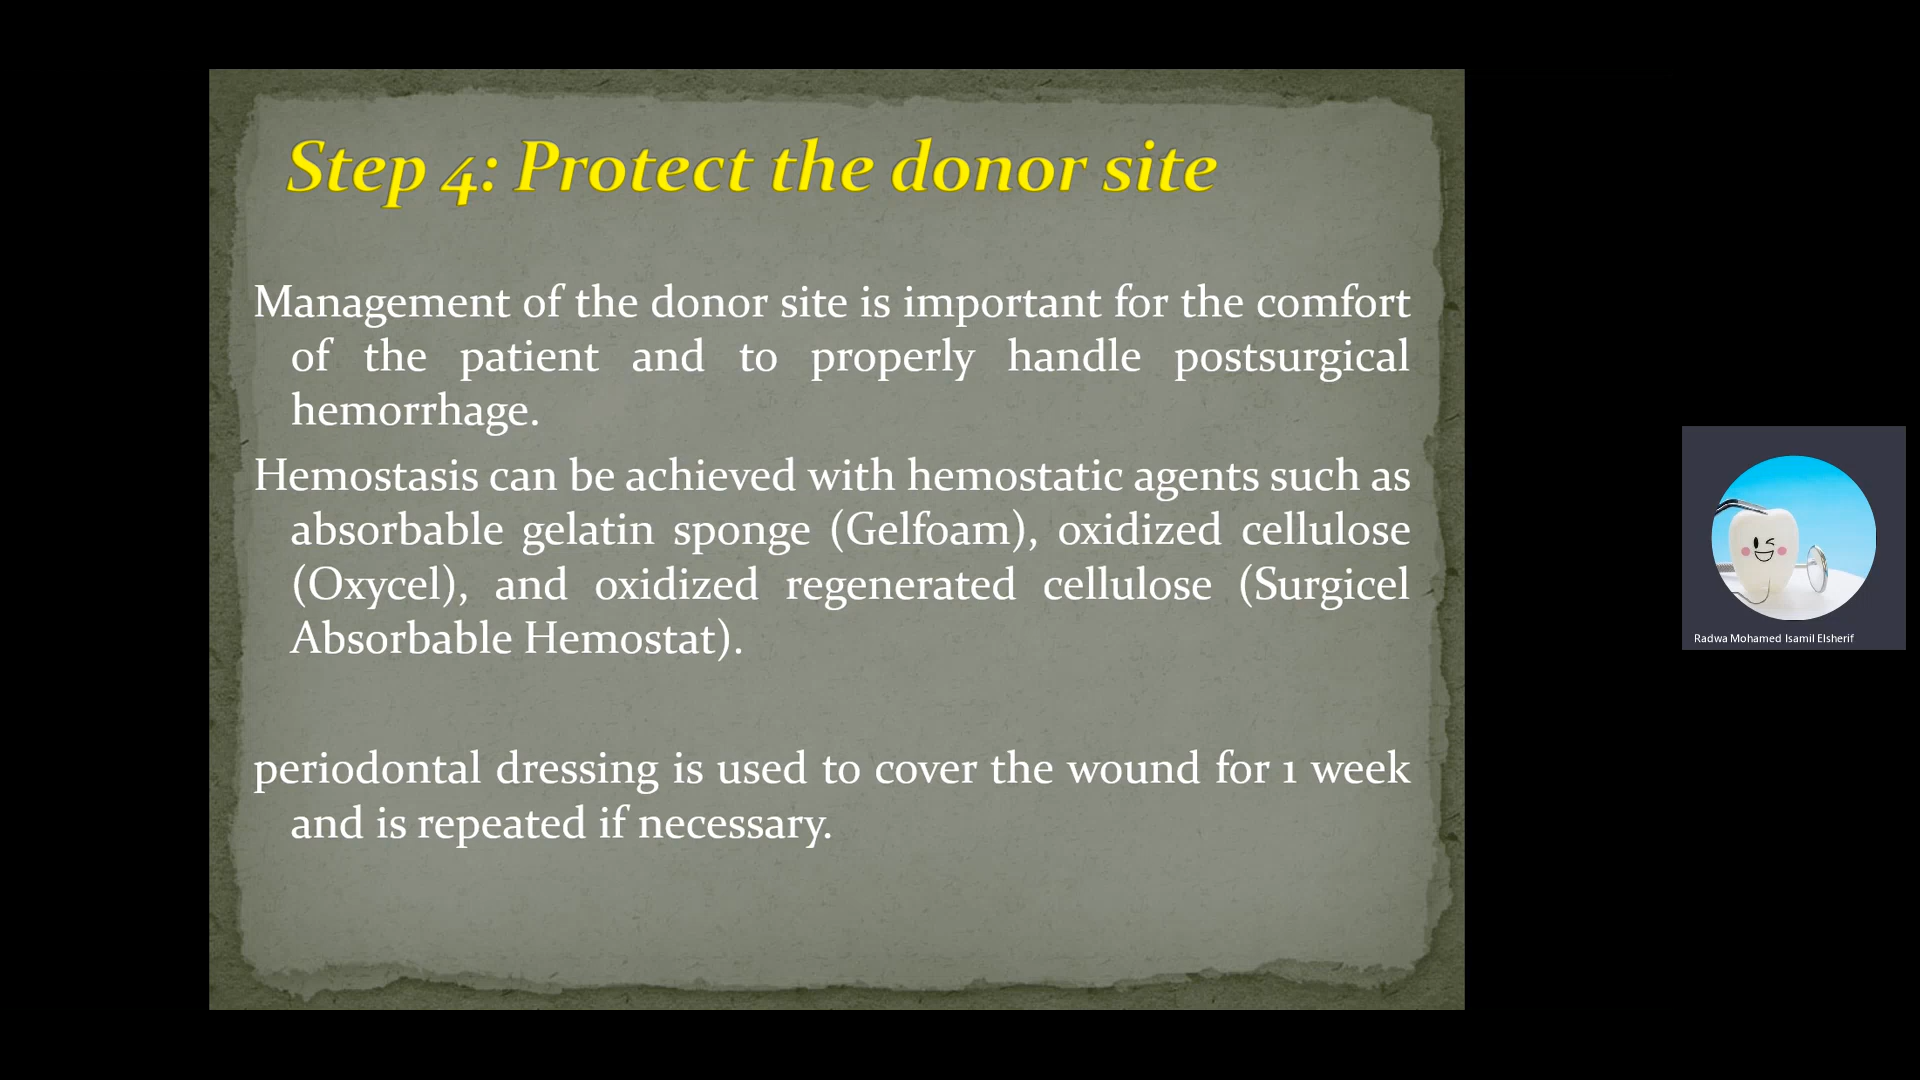 Step 4: Protect the donor site
Management of the donor site is important for the comfort
of the patient and to properly handle postsurgical
hemorrhage.
Hemostasis can be achieved with hemostatic agents such as
absorbable gelatin sponge (Gelfoam), oxidized cellulose
(Oxycel), and oxidized regenerated cellulose (Surgicel
Absorbable Hemostat).
periodontal dressing is used to cover the wound for 1 week
and is repeated if necessary.
Radwa Mohamed Isamil Elsherif